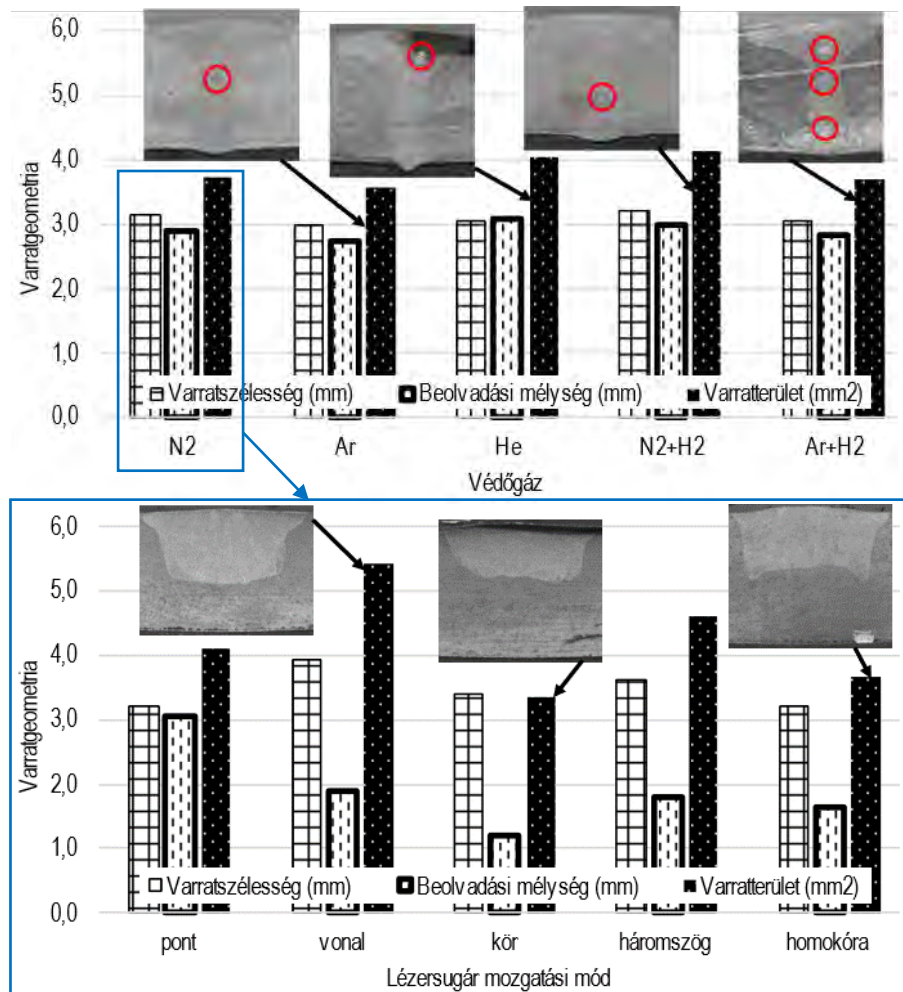 6,0
5,0
4,0
3,0
2,0
1,0
0,0
Varratgeometria
Varratszélesség (mm) Beolvadási mélység (mm) Varratterület (mm2)
N2 Ar He N2+H2 Ar+H2
Védőgáz
6,0
5,0
4,0
3,0
2,0
1,0
0,0
Varratgeometria
Varratszélesség (mm) Beolvadási mélység (mm) Varratterület (mm2)
pont vonal kör háromszög homokóra
Lézersugár mozgatási mód